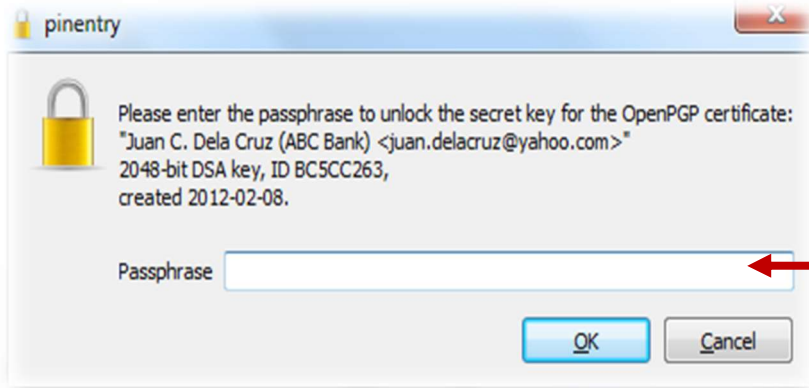 pinentry
Please enter the passphrase to unlock the secret key for the OpenPGP certificate:
"Juan C. Dela Cruz (ABC Bank) <juan.delacruz@yahoo.com>"
2048-bit DSA key, ID BC5CC263,
created 2012-02-08.
Passphrase
OK
Cancel